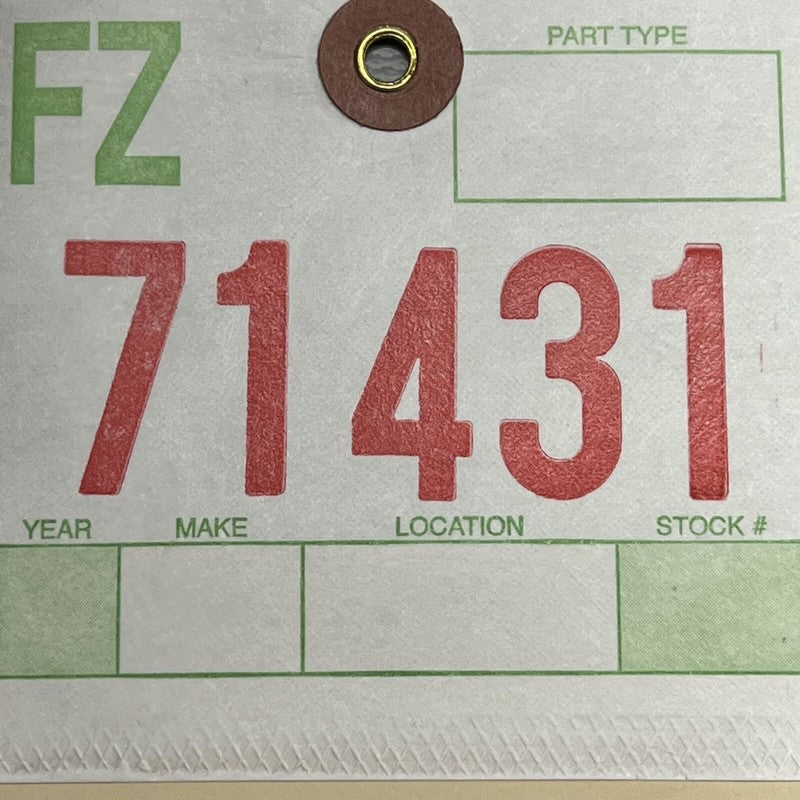 FZ
PART TYPE
71431
YEAR MAKE LOCATION STOCK #